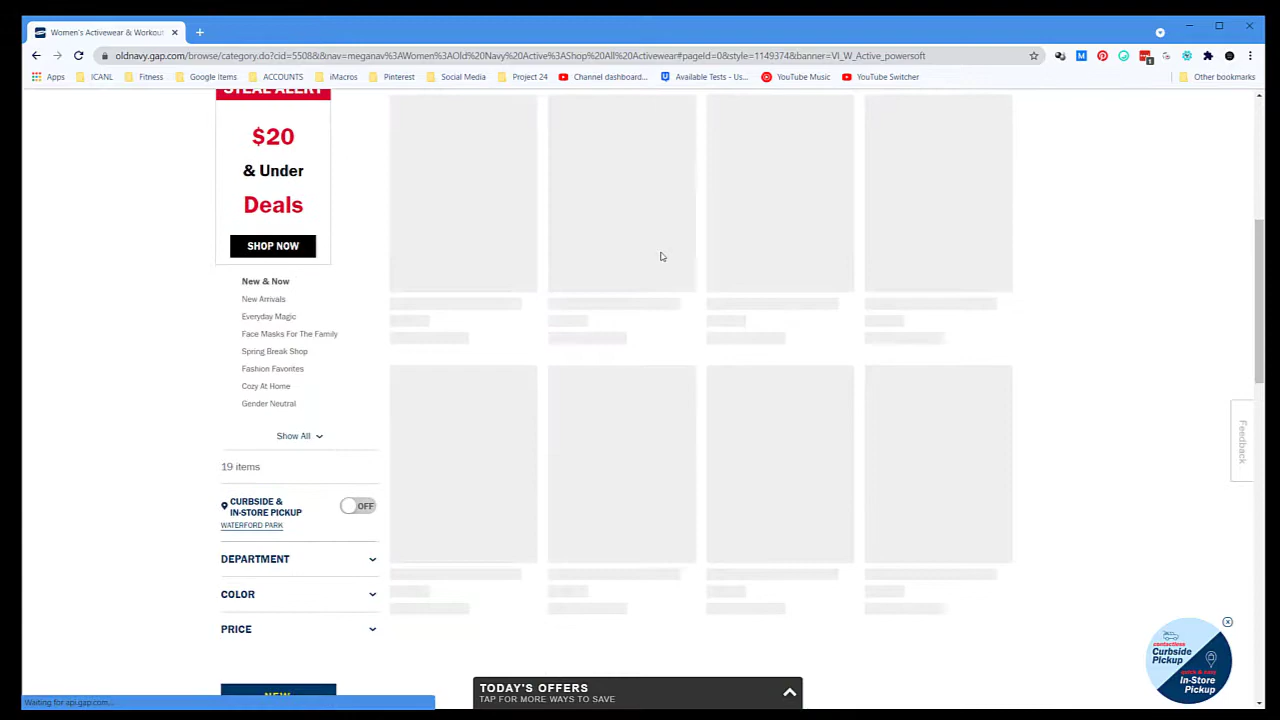 Women's Activewear & Workou
oldnavy.gap.com/browse/category.do?cid=5508&&nav=meganav%3AWomen%3AOld%20Navy%20Active%3AShop%20All%20Activewear#pageId=0&style=1149374&banner=VI_W_Active_powersoft
Apps ICANL Fitness Google Items ACCOUNTS iMacros Pinterest Social Media Project 24 Channel dashboard... Available Tests - Us... YouTube Music YouTube Switcher Other bookmarks
STEAL ALERT
$20
& Under
Deals
SHOP NOW
New & Now
New Arrivals
Everyday Magic
Face Masks For The Family
Spring Break Shop
Fashion Favorites
Cozy At Home
Gender Neutral
Show All
19 items
CURBSIDE &
IN-STORE PICKUP
OFF
WATERFORD PARK
DEPARTMENT
COLOR
PRICE
NEW
Feedback
contactless
Curbside
Pickup
quick & easy
In-Store
Pickup
TODAY'S OFFERS
TAP FOR MORE WAYS TO SAVE
Waiting for api.gap.com...